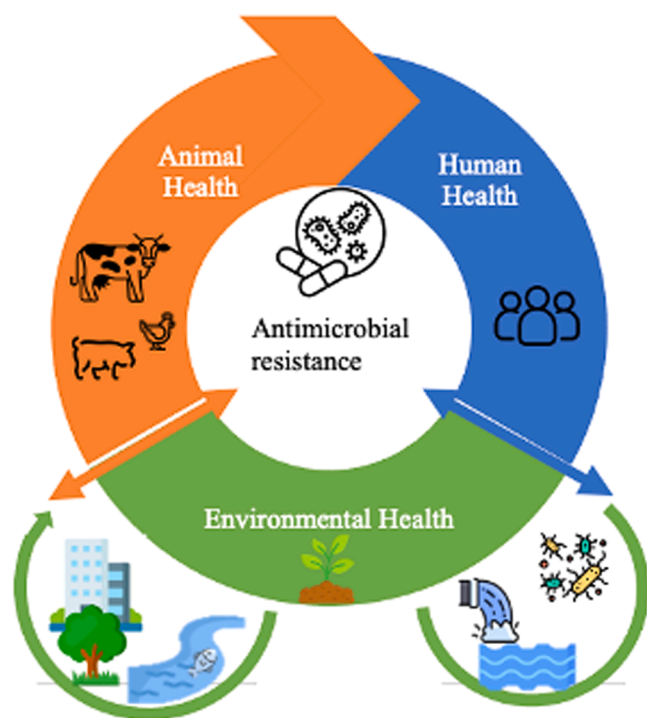 Animal
Health
Human
Health
Antimicrobial
resistance
Environmental Health